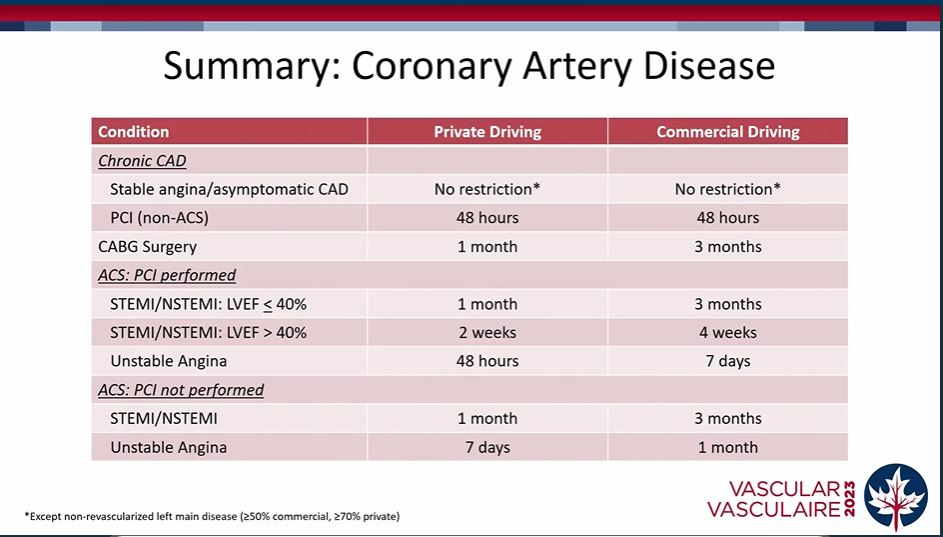 Summary: Coronary Artery Disease
Condition Private Driving Commercial Driving
Chronic CAD
Stable angina/asymptomatic CAD No restriction* No restriction*
PCI (non-ACS) 48 hours 48 hours
CABG Surgery 1 month 3 months
ACS: PCI performed
STEMI/NSTEMI: LVEF ≤ 40% 1 month 3 months
STEMI/NSTEMI: LVEF > 40% 2 weeks 4 weeks
Unstable Angina 48 hours 7 days
ACS: PCI not performed
STEMI/NSTEMI 1 month 3 months
Unstable Angina 7 days 1 month
*Except non-revascularized left main disease (≥50% commercial, ≥70% private)
VASCULAR
VASCULAIRE
2023